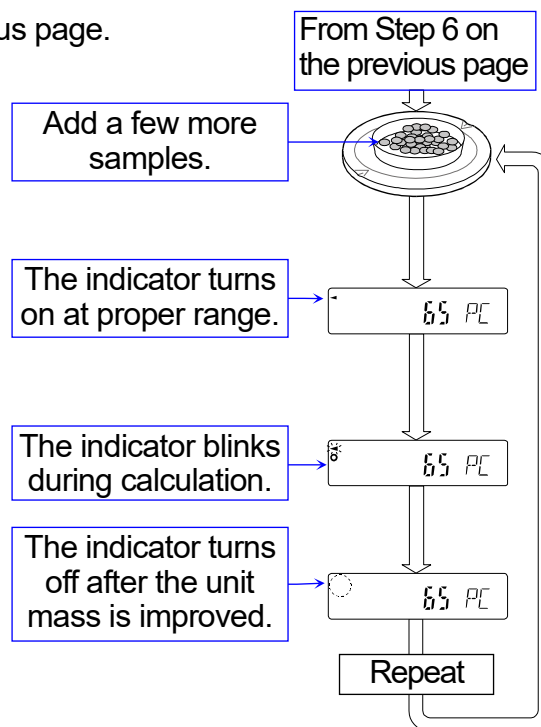 us page.
From Step 6 on
the previous page
Add a few more
samples.
The indicator turns
on at proper range.
65 PC
The indicator blinks
during calculation.
65 PC
The indicator turns
off after the unit
mass is improved.
65 PC
Repeat